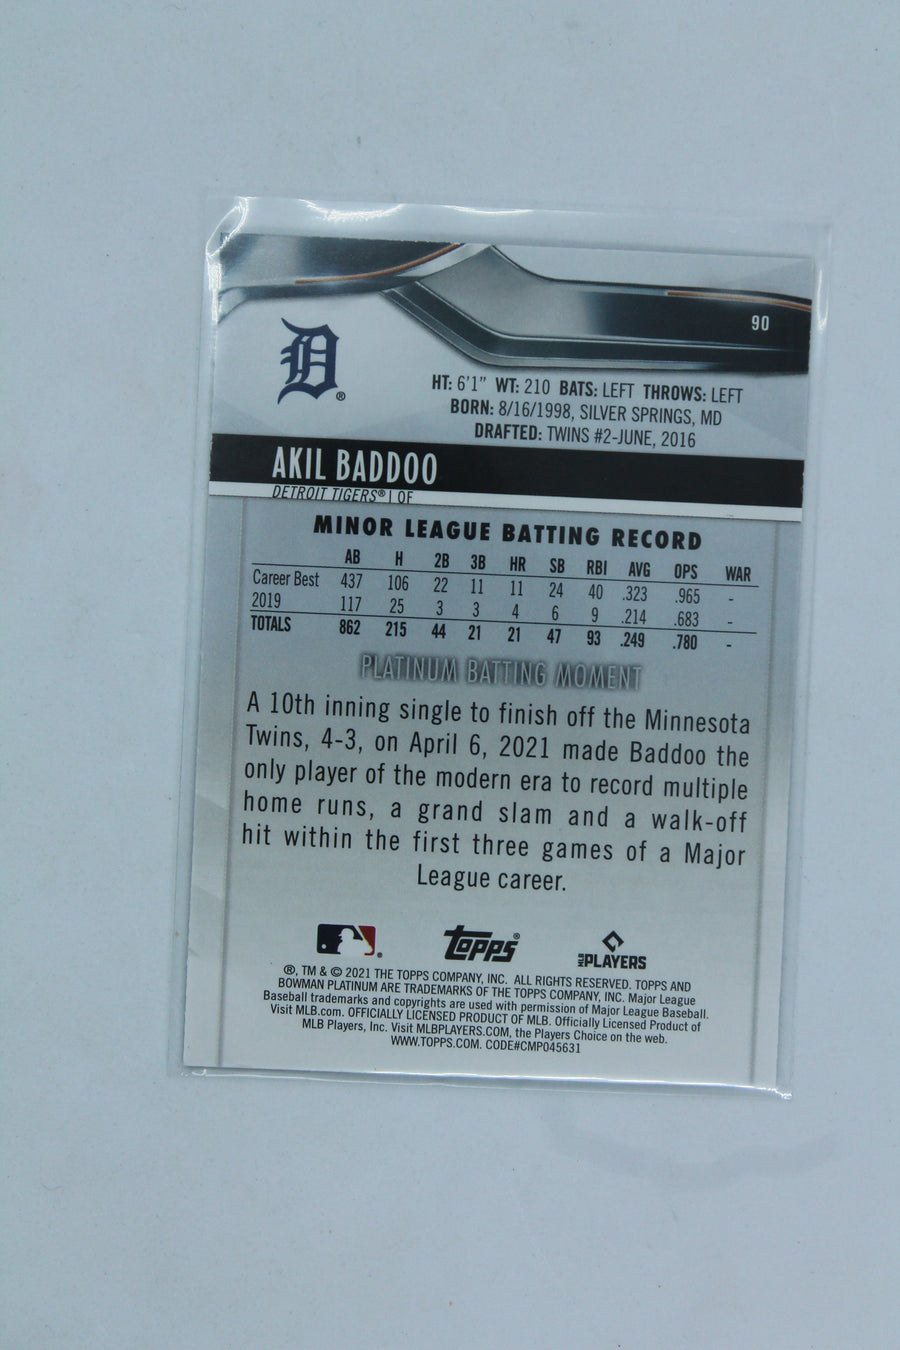 90
D®
HT: 6'1" WT: 210 BATS: LEFT THROWS: LEFT
BORN: 8/16/1998, SILVER SPRINGS, MD
DRAFTED: TWINS #2-JUNE, 2016
AKIL BADDOO
DETROIT TIGERS® | OF
MINOR LEAGUE BATTING RECORD
AB H 2B 3B HR SB RBI AVG OPS WAR
Career Best 437 106 22 11 11 24 40 .323 .965 -
2019 117 25 3 3 4 6 9 .214 .683 -
TOTALS 862 215 44 21 21 47 93 .249 .780 -
PLATINUM BATTING MOMENT
A 10th inning single to finish off the Minnesota
Twins, 4-3, on April 6, 2021 made Baddoo the
only player of the modern era to record multiple
home runs, a grand slam and a walk-off
hit within the first three games of a Major
League career.
® Topps® MLB PLAYERS
®, TM & © 2021 THE TOPPS COMPANY, INC. ALL RIGHTS RESERVED. TOPPS AND
BOWMAN PLATINUM ARE TRADEMARKS OF THE TOPPS COMPANY, INC. Major League
Baseball trademarks and copyrights are used with permission of Major League Baseball.
Visit MLB.com. OFFICIALLY LICENSED PRODUCT OF MLB. Officially Licensed Product of
MLB Players, Inc. Visit MLBPLAYERS.COM, the Players Choice on the web.
WWW.TOPPS.COM. CODE#CMP045631